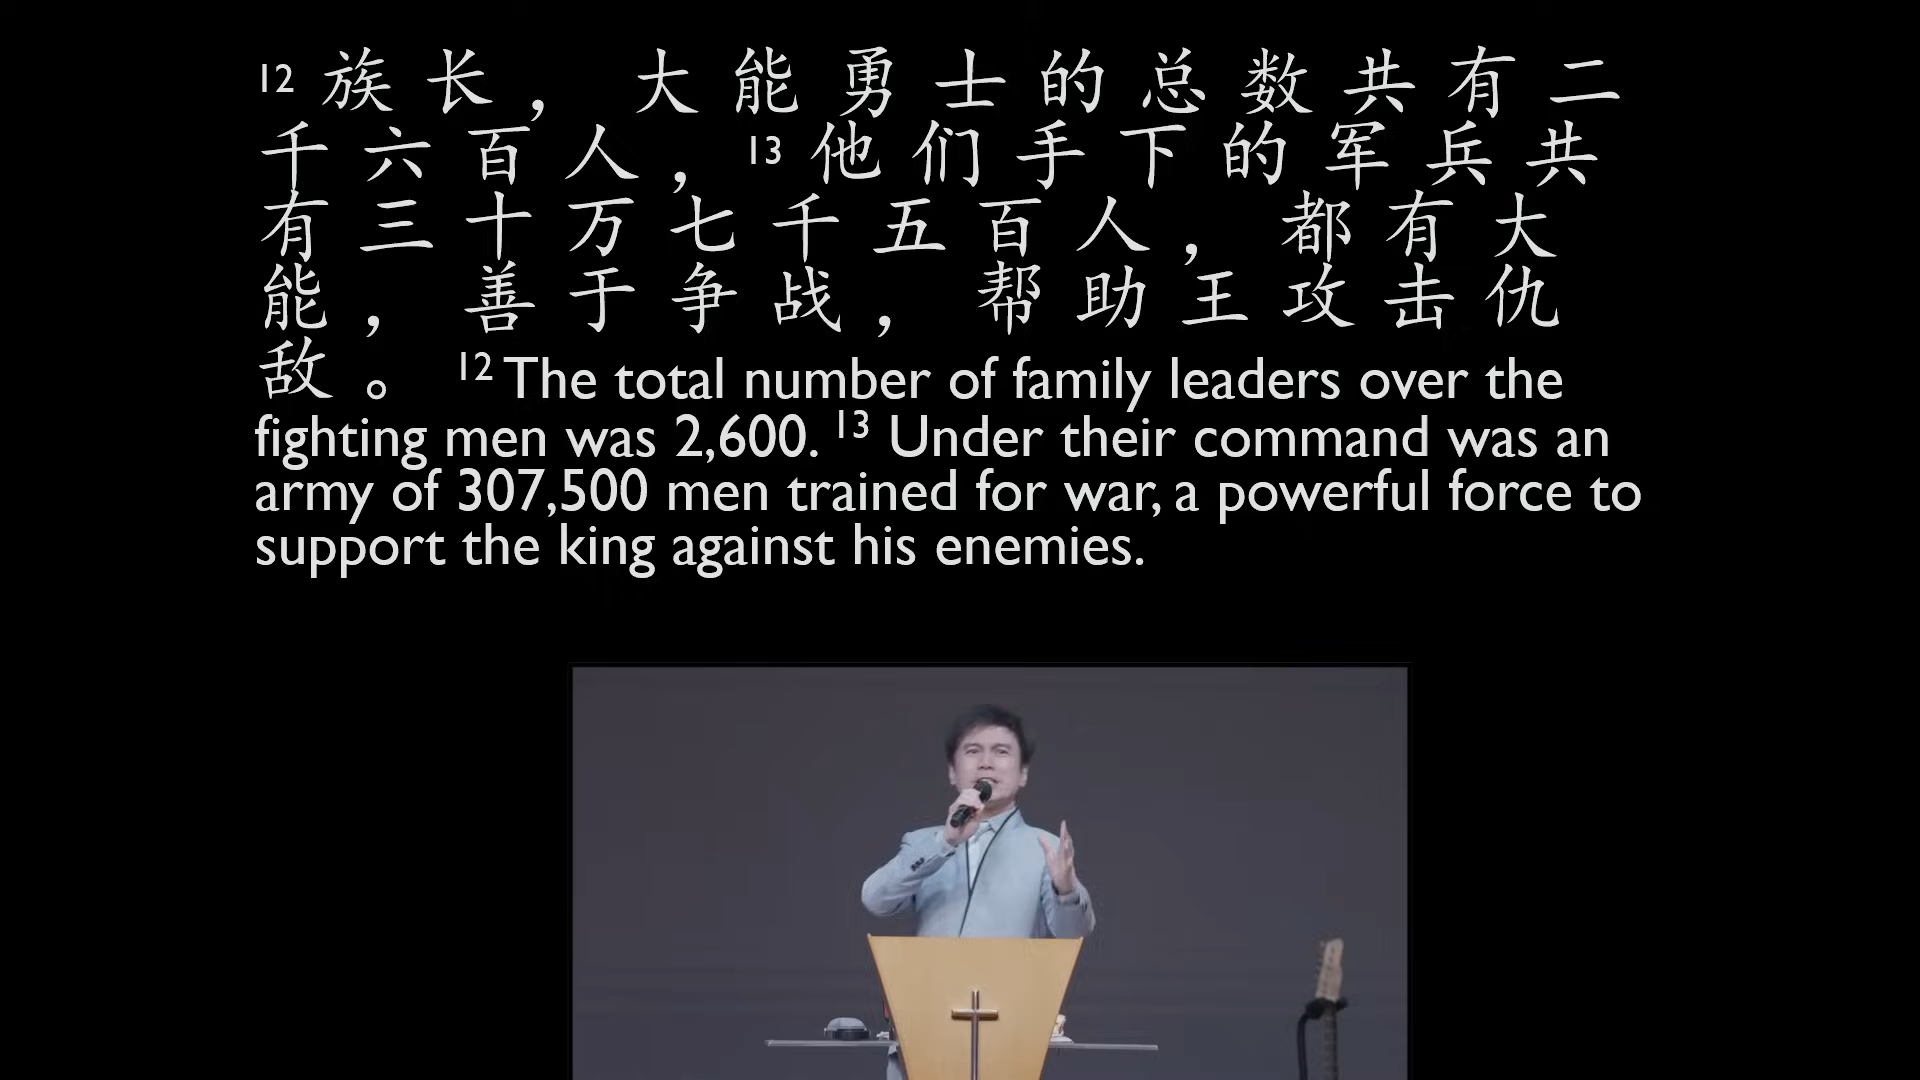 12 族长，大能勇士的总数共有二
千六百人，13 他们手下的军兵共
有三十万七千五百人，都有大
能，善于争战，帮助王攻击仇
敌。 12 The total number of family leaders over the
fighting men was 2,600. 13 Under their command was an
army of 307,500 men trained for war, a powerful force to
support the king against his enemies.